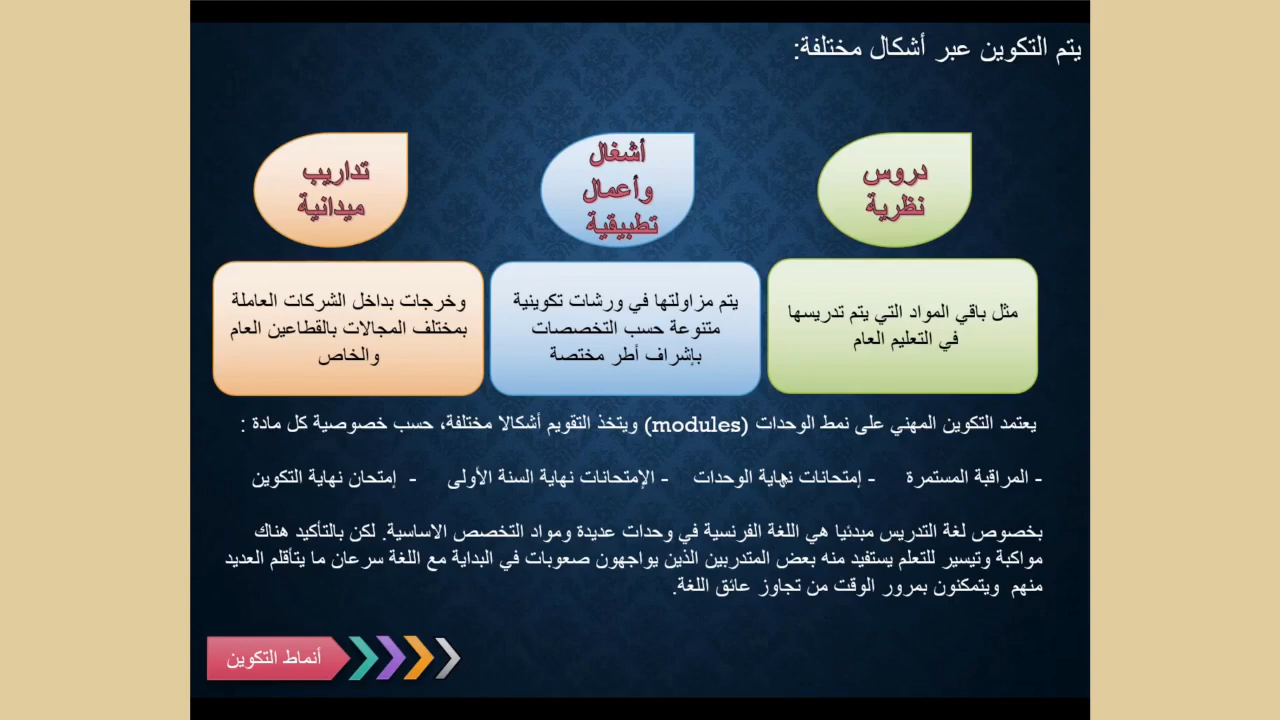 يتم التكوين عبر أشكال مختلفة:
دروس
نظرية
أشغال
وأعمال
تطبيقية
تداريب
ميدانية
مثل باقي المواد التي يتم تدريسها
في التعليم العام
يتم مزاولتها في ورشات تكوينية
متنوعة حسب التخصصات
بإشراف أطر مختصة
وخرجات بداخل الشركات العاملة
بمختلف المجالات بالقطاعين العام
والخاص
يعتمد التكوين المهني على نمط الوحدات (modules) ويتخذ التقويم أشكالا مختلفة، حسب خصوصية كل مادة :
- المراقبة المستمرة - إمتحانات نهاية الوحدات - الإمتحانات نهاية السنة الأولى - إمتحان نهاية التكوين
بخصوص لغة التدريس مبدئيا هي اللغة الفرنسية في وحدات عديدة ومواد التخصص الاساسية. لكن بالتأكيد هناك
مواكبة وتيسير للتعلم يستفيد منه بعض المتدربين الذين يواجهون صعوبات في البداية مع اللغة سرعان ما يتأقلم العديد
منهم ويتمكنون بمرور الوقت من تجاوز عائق اللغة.
أنماط التكوين